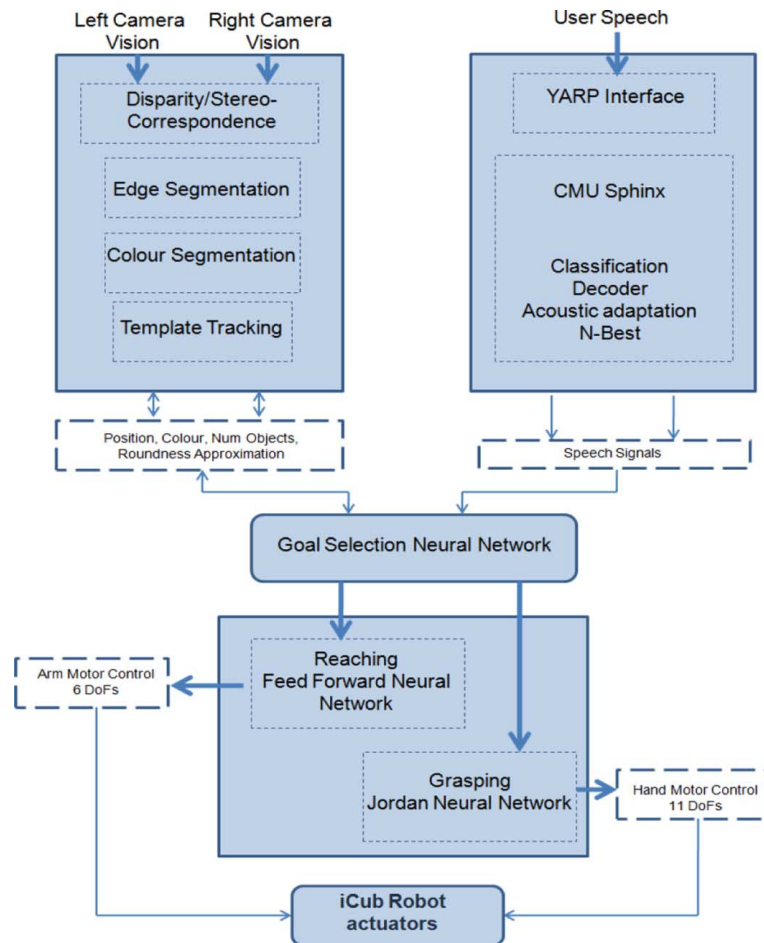 Left Camera
Vision
Right Camera
Vision
User Speech
Disparity/Stereo-
Correspondence
Edge Segmentation
Colour Segmentation
Template Tracking
YARP Interface
CMU Sphinx
Classification
Decoder
Acoustic adaptation
N-Best
Position, Colour, Num Objects,
Roundness Approximation
Speech Signals
Goal Selection Neural Network
Reaching
Feed Forward Neural
Network
Arm Motor Control
6 DoFs
Grasping
Jordan Neural Network
Hand Motor Control
11 DoFs
iCub Robot
actuators